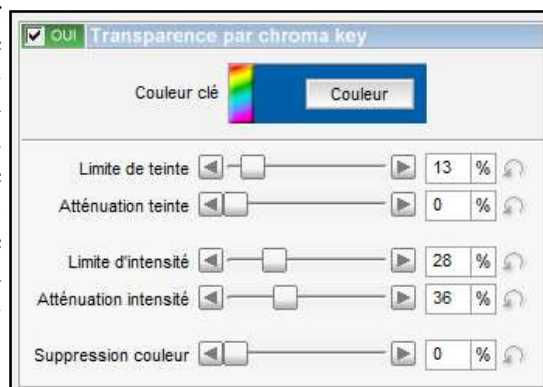 OUI Transparence par chroma key
Couleur clé Couleur
Limite de teinte 13 %
Atténuation teinte 0 %
Limite d'intensité 28 %
Atténuation intensité 36 %
Suppression couleur 0 %